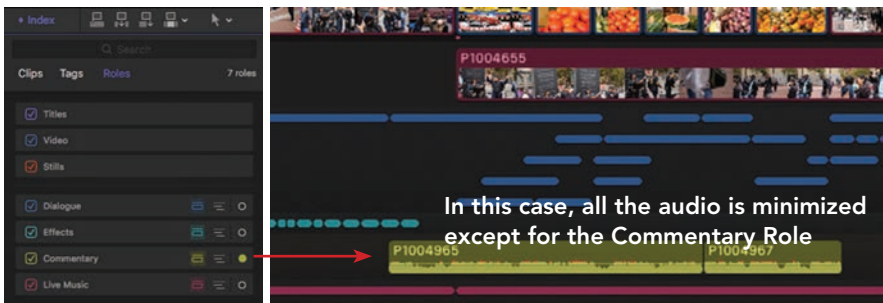 Index
Search
Clips Tags Roles 7 roles
Titles
Video
Stills
Dialogue
Effects
Commentary
Live Music
P1004655
In this case, all the audio is minimized
except for the Commentary Role
P1004965 P1004967